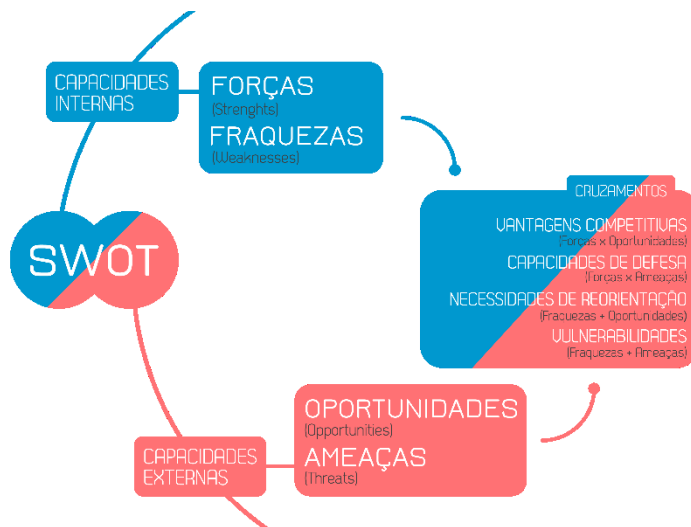 CAPACIDADES
INTERNAS
FORÇAS
(Strenghts)
FRAQUEZAS
(Weaknesses)
CRUZAMENTOS
VANTAGENS COMPETITIVAS
(Forças x Oportunidades)
CAPACIDADES DE DEFESA
(Forças x Ameaças)
NECESSIDADES DE REORIENTAÇÃO
(Fraquezas + Oportunidades)
VULNERABILIDADES
(Fraquezas + Ameaças)
SWOT
OPORTUNIDADES
(Opportunities)
AMEAÇAS
(Threats)
CAPACIDADES
EXTERNAS